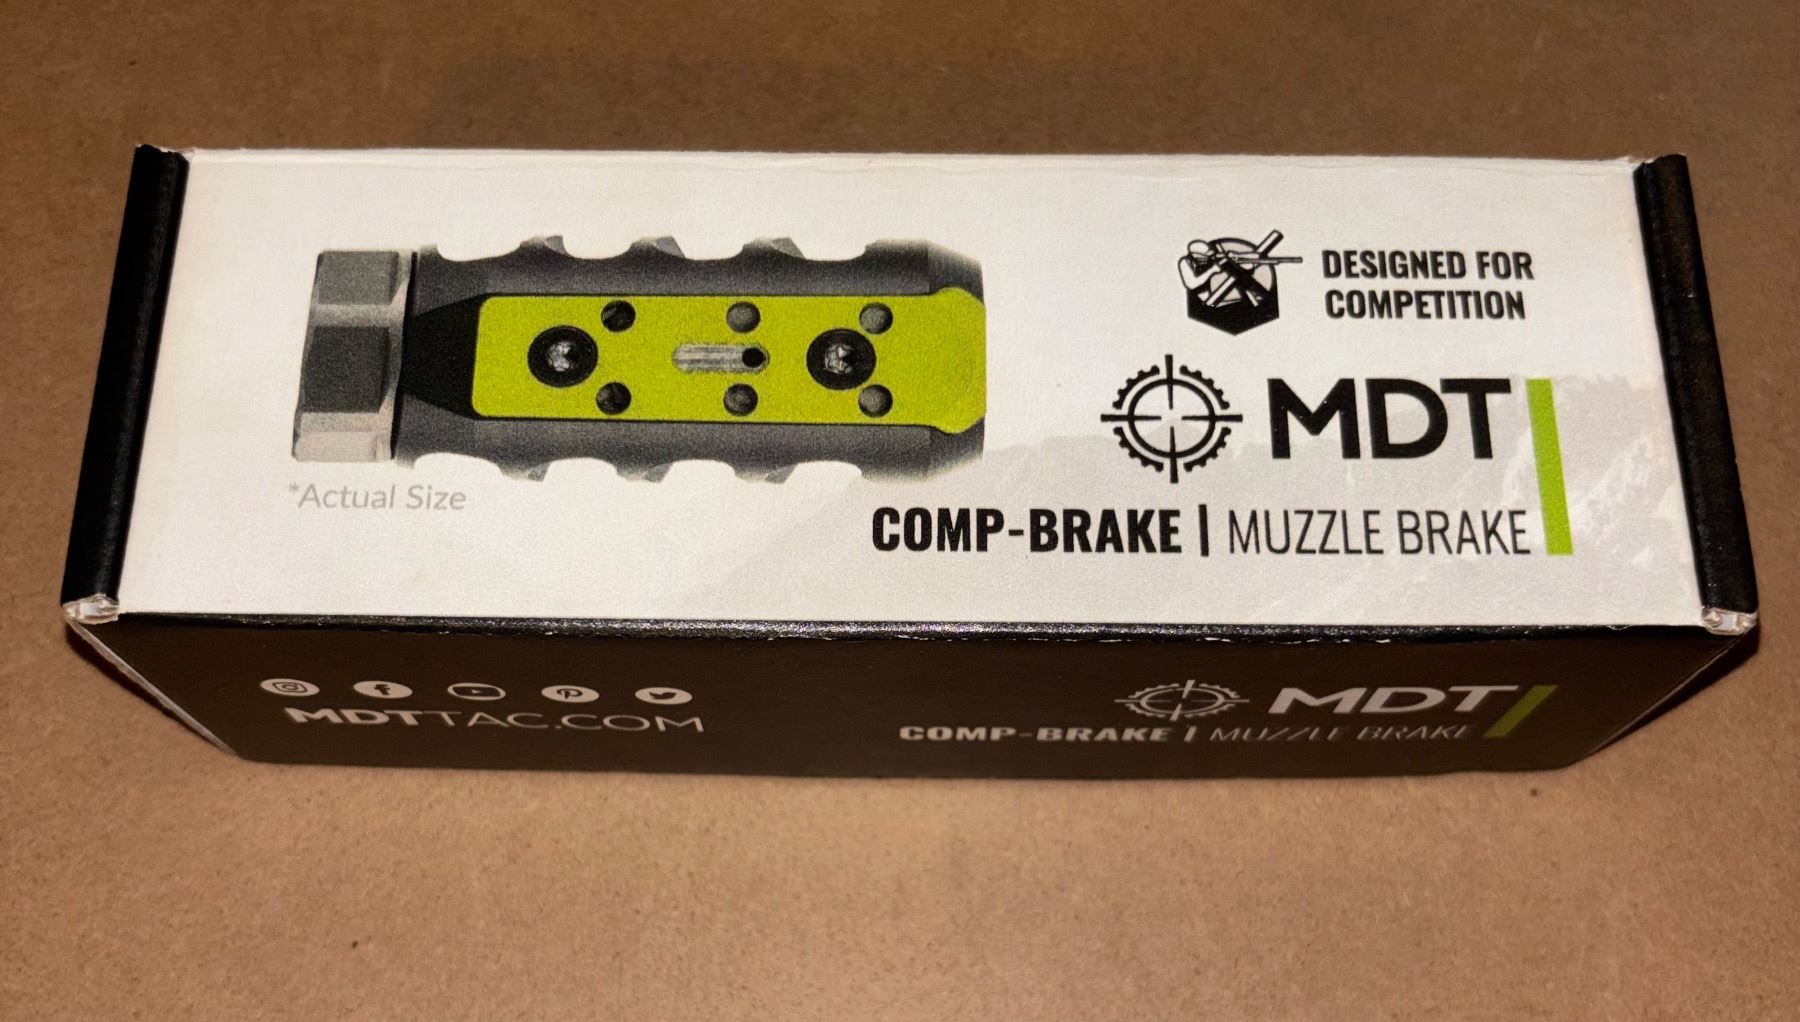 DESIGNED FOR
COMPETITION
MDT
*Actual Size
COMP-BRAKE | MUZZLE BRAKE
MDTTAC.COM
MDT
COMP-BRAKE | MUZZLE BRAKE